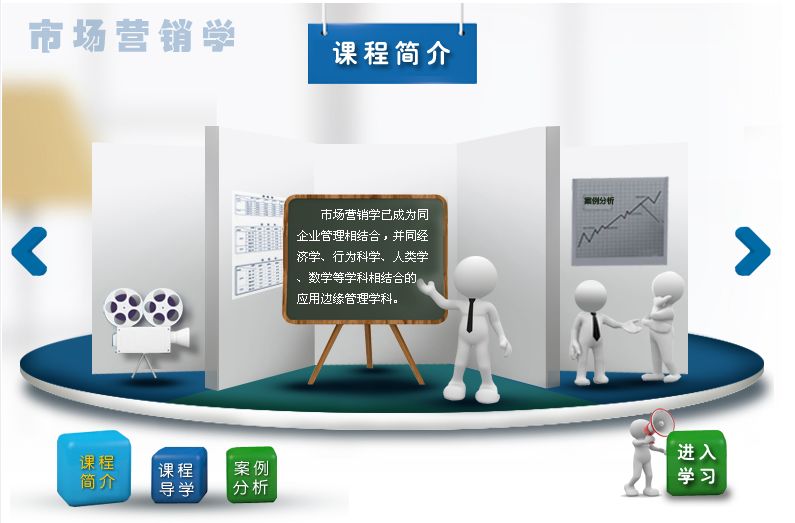 市场营销学
课程简介
市场营销学已成为同
企业管理相结合，并同经
济学、行为科学、人类学
、数学等学科相结合的
应用边缘管理学科。
案例分析
课程
简介
课程
导学
案例
分析
进入
学习